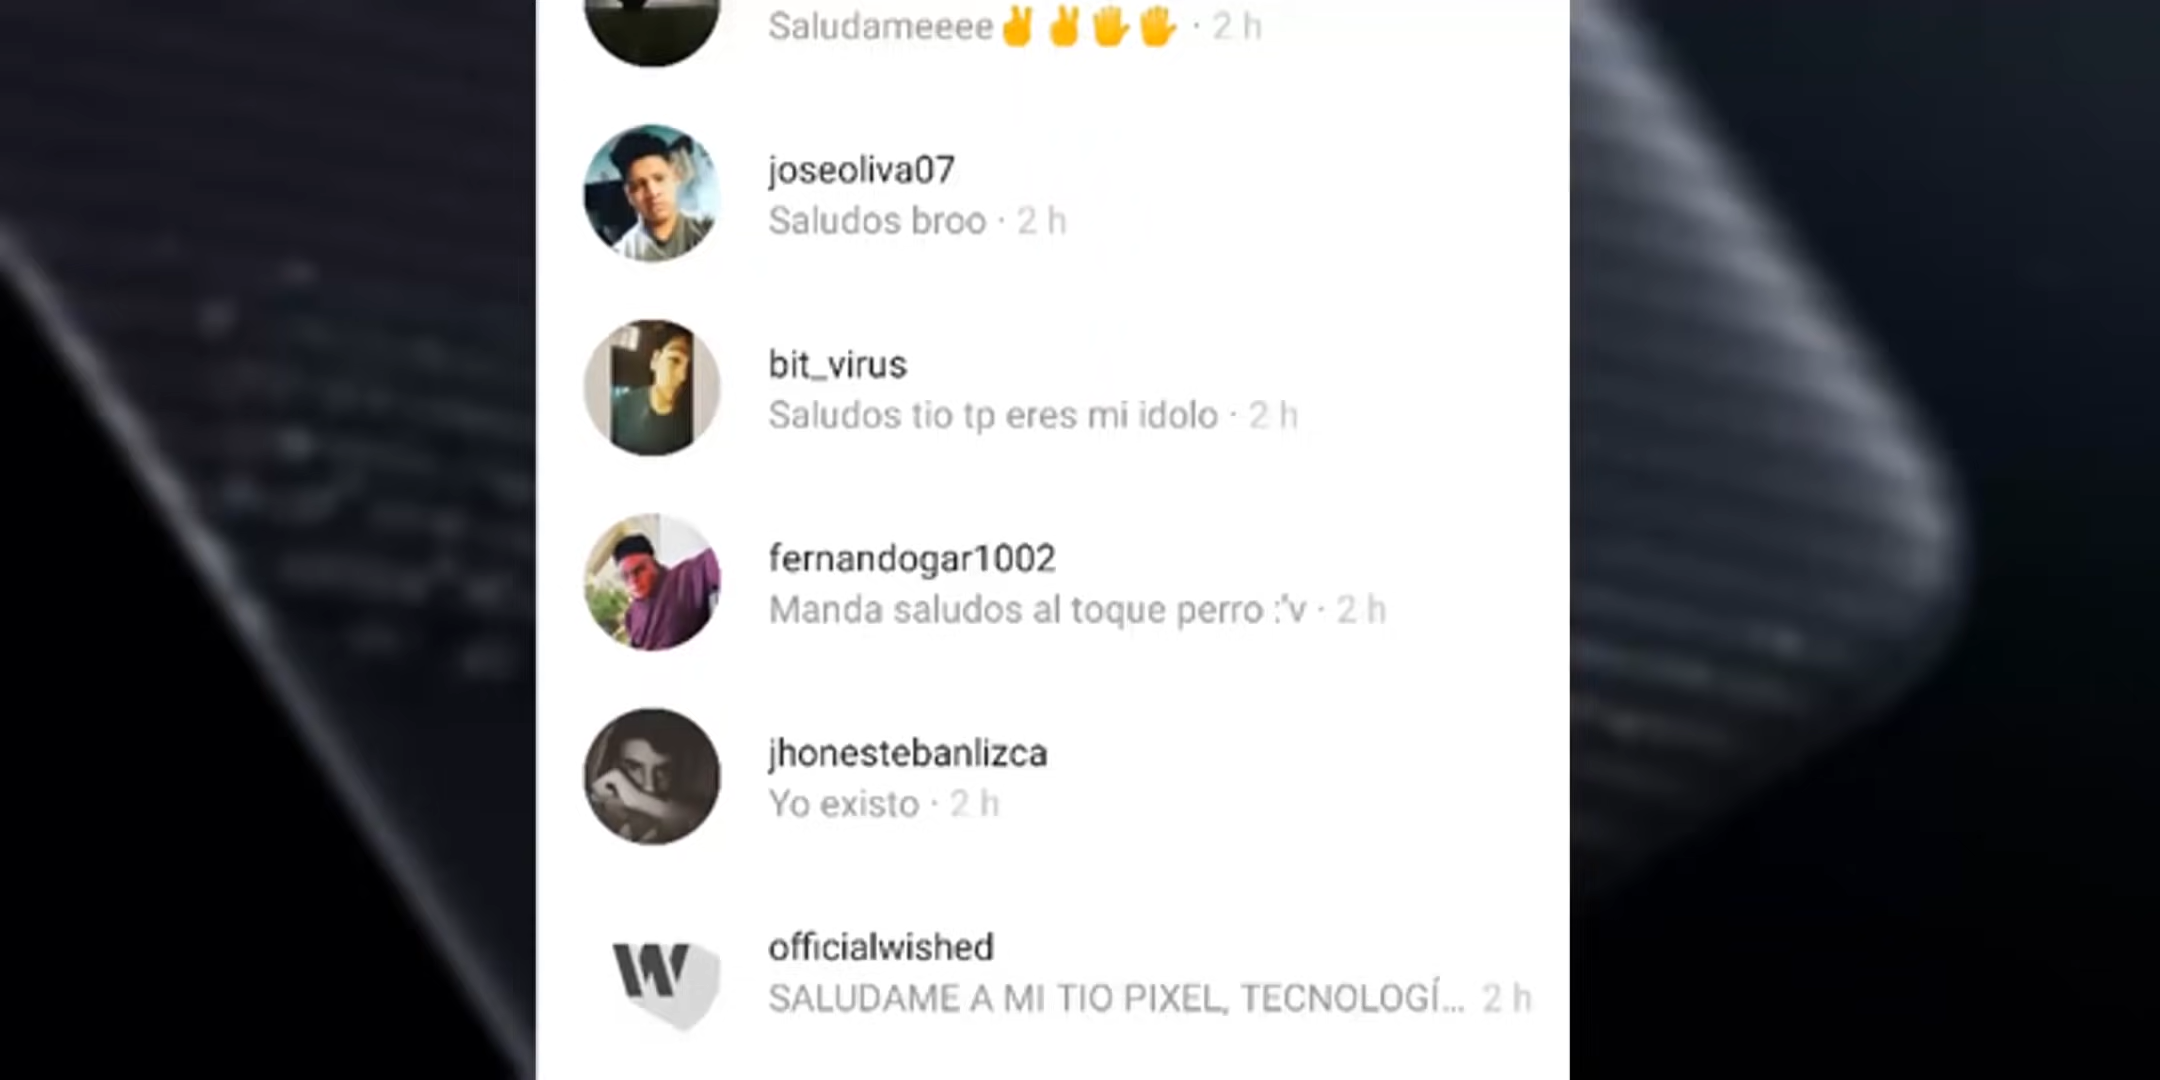 Saludameeee✌✌🖐🖐 · 2 h
joseoliva07
Saludos broo · 2 h
bit_virus
Saludos tio tp eres mi idolo · 2 h
fernandogar1002
Manda saludos al toque perro :'v · 2 h
jhonestebanlizca
Yo existo · 2 h
W
officialwished
SALUDAME A MI TIO PIXEL, TECNOLOGÍ... 2 h